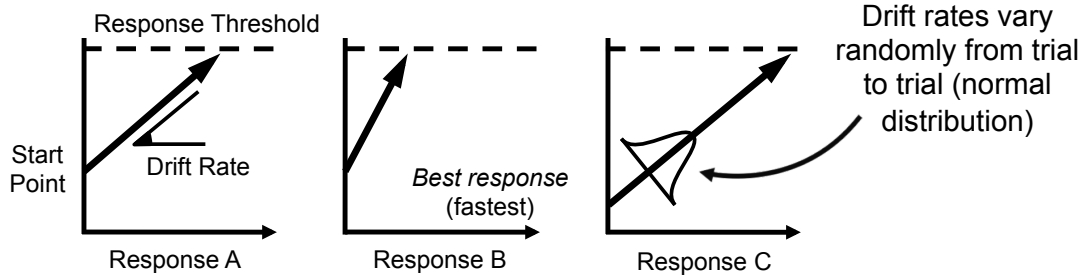 Response Threshold
Start
Point
Drift Rate
Response A
Best response
(fastest)
Response B
Response C
Drift rates vary
randomly from trial
to trial (normal
distribution)